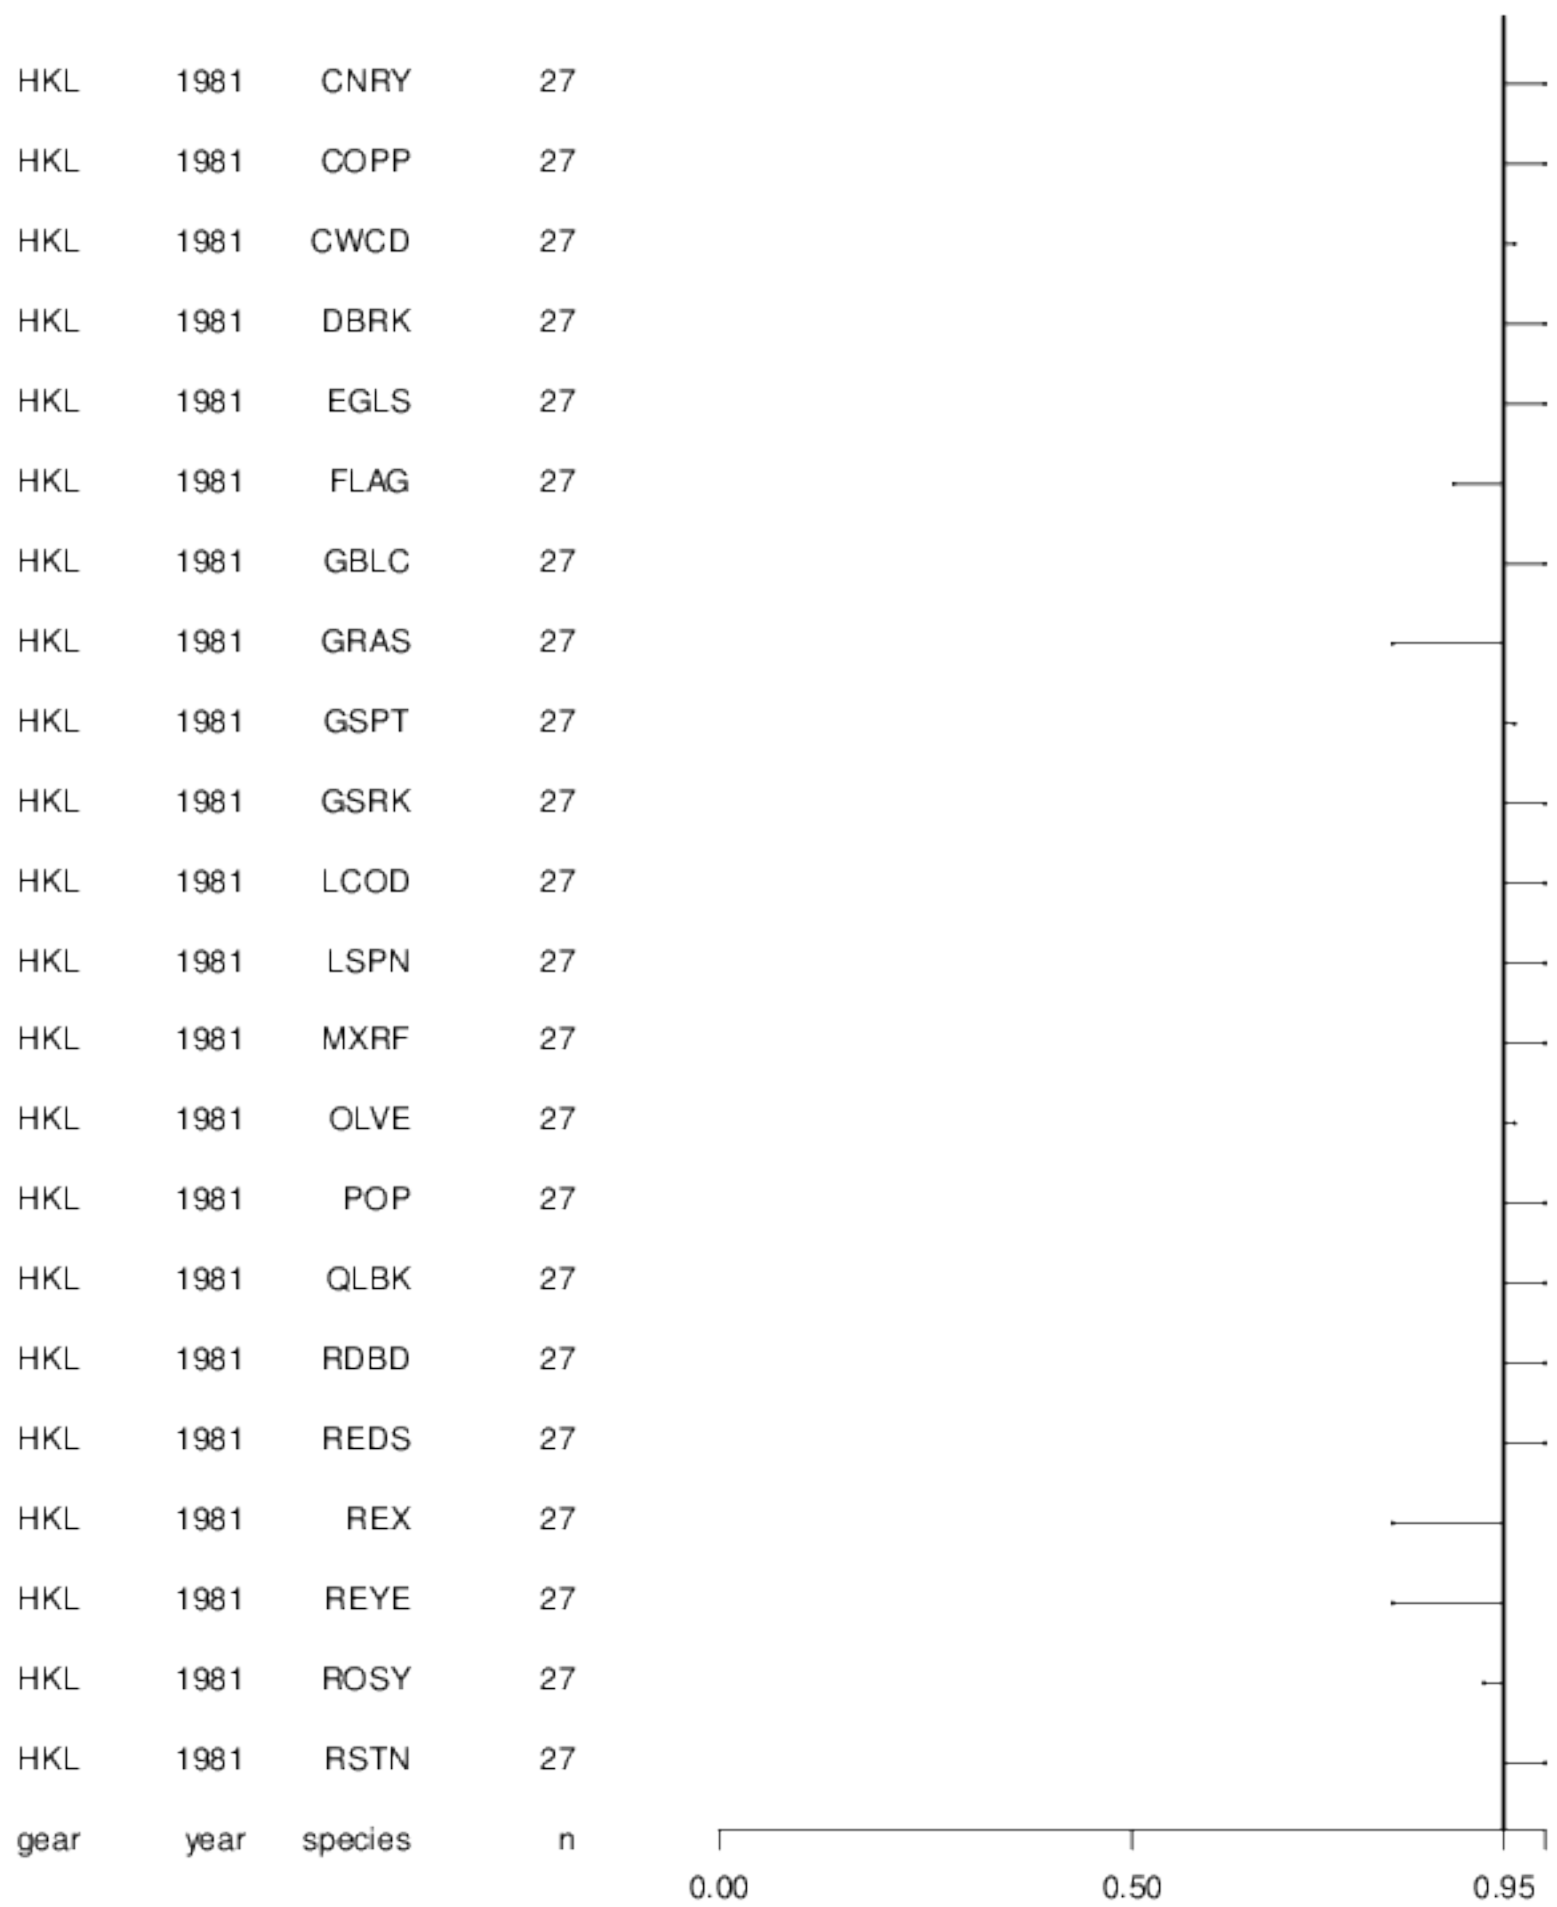 HKL 1981 CNRY 27
HKL 1981 COPP 27
HKL 1981 CWCD 27
HKL 1981 DBRK 27
HKL 1981 EGLS 27
HKL 1981 FLAG 27
HKL 1981 GBLC 27
HKL 1981 GRAS 27
HKL 1981 GSPT 27
HKL 1981 GSRK 27
HKL 1981 LCOD 27
HKL 1981 LSPN 27
HKL 1981 MXRF 27
HKL 1981 OLVE 27
HKL 1981 POP 27
HKL 1981 QLBK 27
HKL 1981 RDBD 27
HKL 1981 REDS 27
HKL 1981 REX 27
HKL 1981 REYE 27
HKL 1981 ROSY 27
HKL 1981 RSTN 27
gear year species n
0.00 0.50 0.95